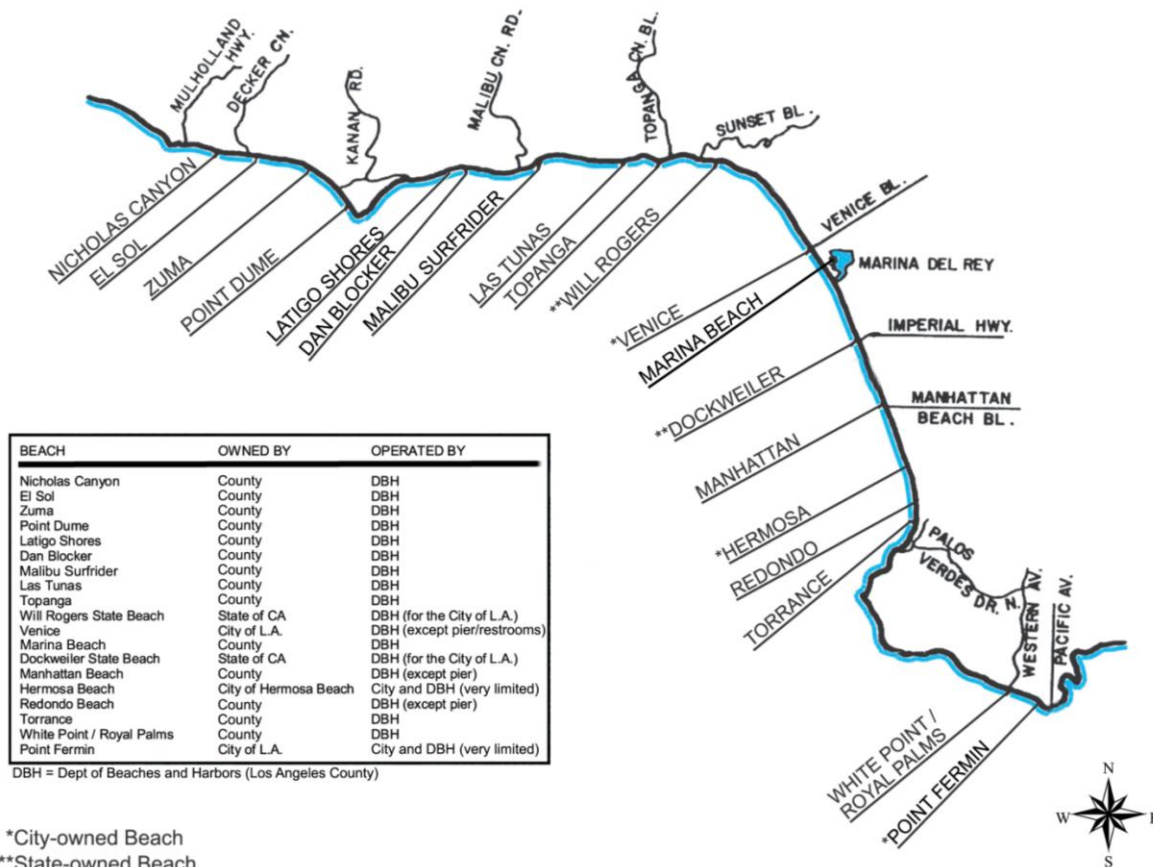 MULHOLLAND
HWY.
DECKER CN.
KANAN RD.
MALIBU CN. RD.
TOPANGA CN. BL.
SUNSET BL.
NICHOLAS CANYON
EL SOL
ZUMA
POINT DUME
LATIGO SHORES
DAN BLOCKER
MALIBU SURFRIDER
LAS TUNAS
TOPANGA
**WILL ROGERS
VENICE BL.
MARINA DEL REY
*VENICE
MARINA BEACH
IMPERIAL HWY.
**DOCKWEILER
MANHATTAN
BEACH BL.
MANHATTAN
*HERMOSA
REDONDO
TORRANCE
PALOS
VERDES DR. N.
WESTERN AV.
PACIFIC AV.
WHITE POINT /
ROYAL PALMS
*POINT FERMIN
BEACH OWNED BY OPERATED BY
Nicholas Canyon County DBH
El Sol County DBH
Zuma County DBH
Point Dume County DBH
Latigo Shores County DBH
Dan Blocker County DBH
Malibu Surfrider County DBH
Las Tunas County DBH
Topanga County DBH
Will Rogers State Beach State of CA DBH (for the City of L.A.)
Venice City of L.A. DBH (except pier/restrooms)
Marina Beach County DBH
Dockweiler State Beach State of CA DBH (for the City of L.A.)
Manhattan Beach County DBH (except pier)
Hermosa Beach City of Hermosa Beach City and DBH (very limited)
Redondo Beach County DBH (except pier)
Torrance County DBH
White Point / Royal Palms County DBH
Point Fermin City of L.A. City and DBH (very limited)
DBH = Dept of Beaches and Harbors (Los Angeles County)
*City-owned Beach
**State-owned Beach
N
W E
S